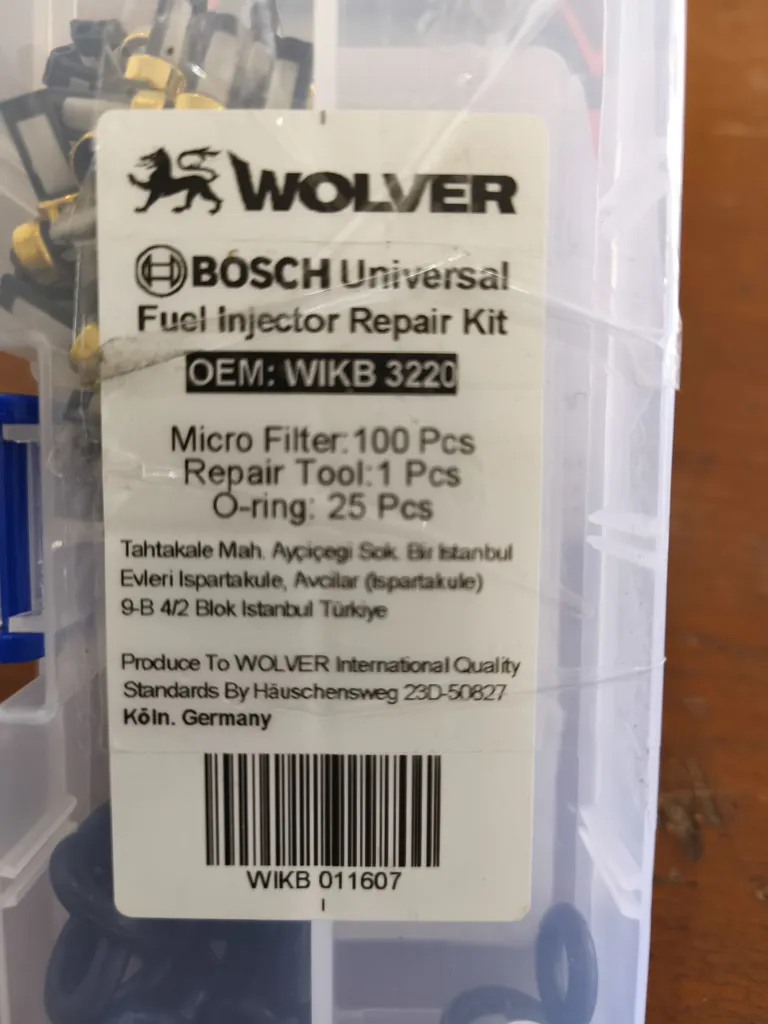 WOLVER
BOSCH Universal
Fuel Injector Repair Kit
OEM: WIKB 3220
Micro Filter:100 Pcs
Repair Tool:1 Pcs
O-ring: 25 Pcs
Tahtakale Mah. Ayçiçegi Sok. Bir Istanbul
Evleri Ispartakule, Avcilar (Ispartakule)
9-B 4/2 Blok Istanbul Türkiye
Produce To WOLVER International Quality
Standards By Häuschensweg 23D-50827
Köln. Germany
WIKB 011607